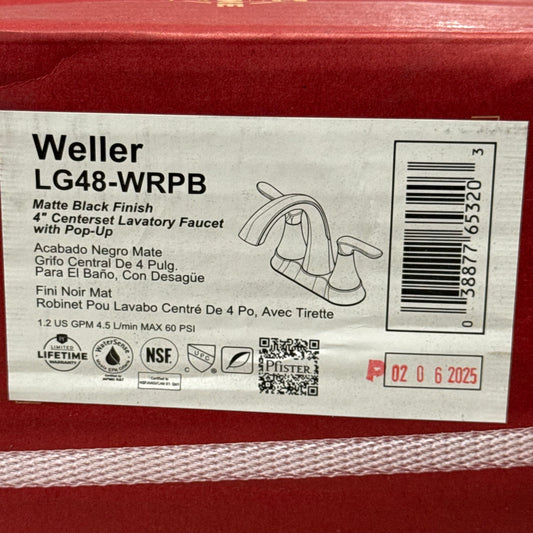 Weller
LG48-WRPB
Matte Black Finish
4" Centerset Lavatory Faucet
with Pop-Up
Acabado Negro Mate
Grifo Central De 4 Pulg.
Para El Baño, Con Desagüe
Fini Noir Mat
Robinet Pou Lavabo Centré De 4 Po, Avec Tirette
1.2 US GPM 4.5 L/min MAX 60 PSI
LIMITED
LIFETIME
WARRANTY
WaterSense
NSF
C UPC
Pfister
P 02 06 2025
0 38877 65320 3